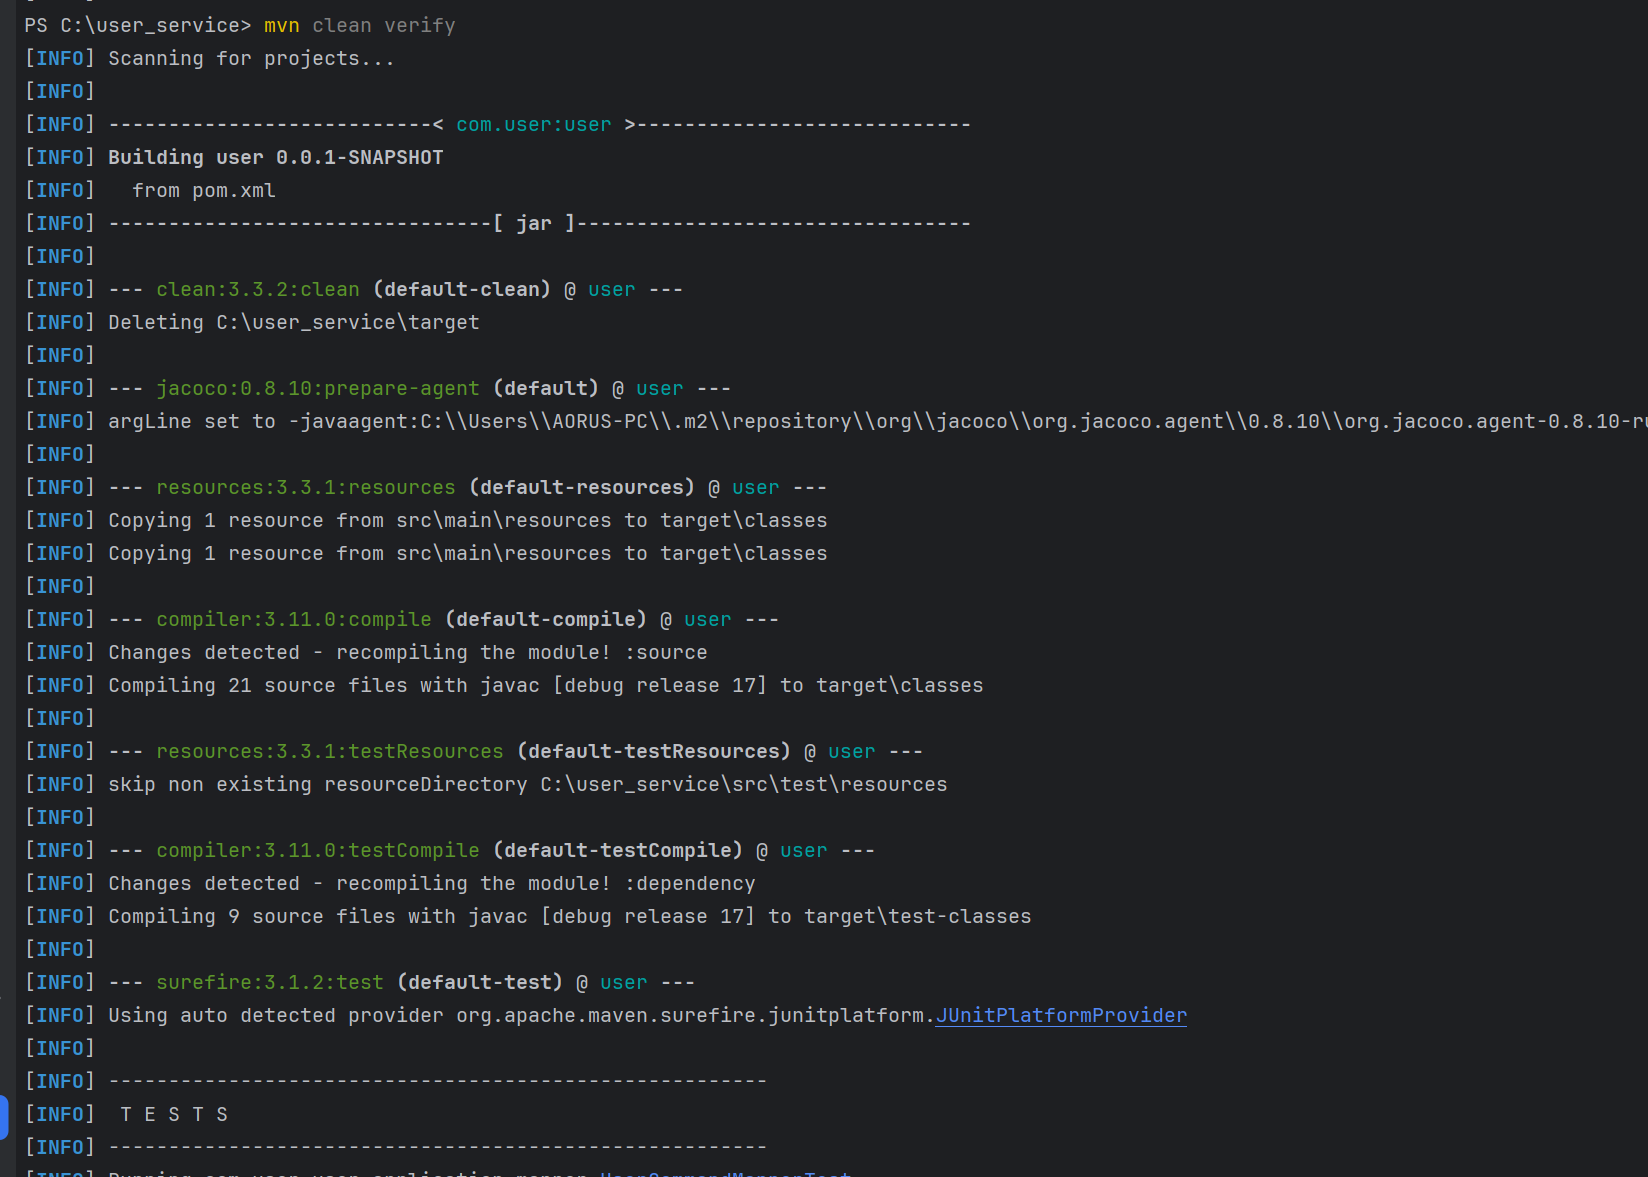 PS C:\user_service> mvn clean verify
[INFO] Scanning for projects...
[INFO]
[INFO] ---------------------------< com.user:user >----------------------------
[INFO] Building user 0.0.1-SNAPSHOT
[INFO]   from pom.xml
[INFO] --------------------------------[ jar ]---------------------------------
[INFO]
[INFO] --- clean:3.3.2:clean (default-clean) @ user ---
[INFO] Deleting C:\user_service\target
[INFO]
[INFO] --- jacoco:0.8.10:prepare-agent (default) @ user ---
[INFO] argLine set to -javaagent:C:\\Users\\AORUS-PC\\.m2\\repository\\org\\jacoco\\org.jacoco.agent\\0.8.10\\org.jacoco.agent-0.8.10-ru
[INFO]
[INFO] --- resources:3.3.1:resources (default-resources) @ user ---
[INFO] Copying 1 resource from src\main\resources to target\classes
[INFO] Copying 1 resource from src\main\resources to target\classes
[INFO]
[INFO] --- compiler:3.11.0:compile (default-compile) @ user ---
[INFO] Changes detected - recompiling the module! :source
[INFO] Compiling 21 source files with javac [debug release 17] to target\classes
[INFO]
[INFO] --- resources:3.3.1:testResources (default-testResources) @ user ---
[INFO] skip non existing resourceDirectory C:\user_service\src\test\resources
[INFO]
[INFO] --- compiler:3.11.0:testCompile (default-testCompile) @ user ---
[INFO] Changes detected - recompiling the module! :dependency
[INFO] Compiling 9 source files with javac [debug release 17] to target\test-classes
[INFO]
[INFO] --- surefire:3.1.2:test (default-test) @ user ---
[INFO] Using auto detected provider org.apache.maven.surefire.junitplatform.JUnitPlatformProvider
[INFO]
[INFO] -------------------------------------------------------
[INFO]  T E S T S
[INFO] -------------------------------------------------------
[INFO] Running com.user.user.application.mapper.UserCommandMapperTest